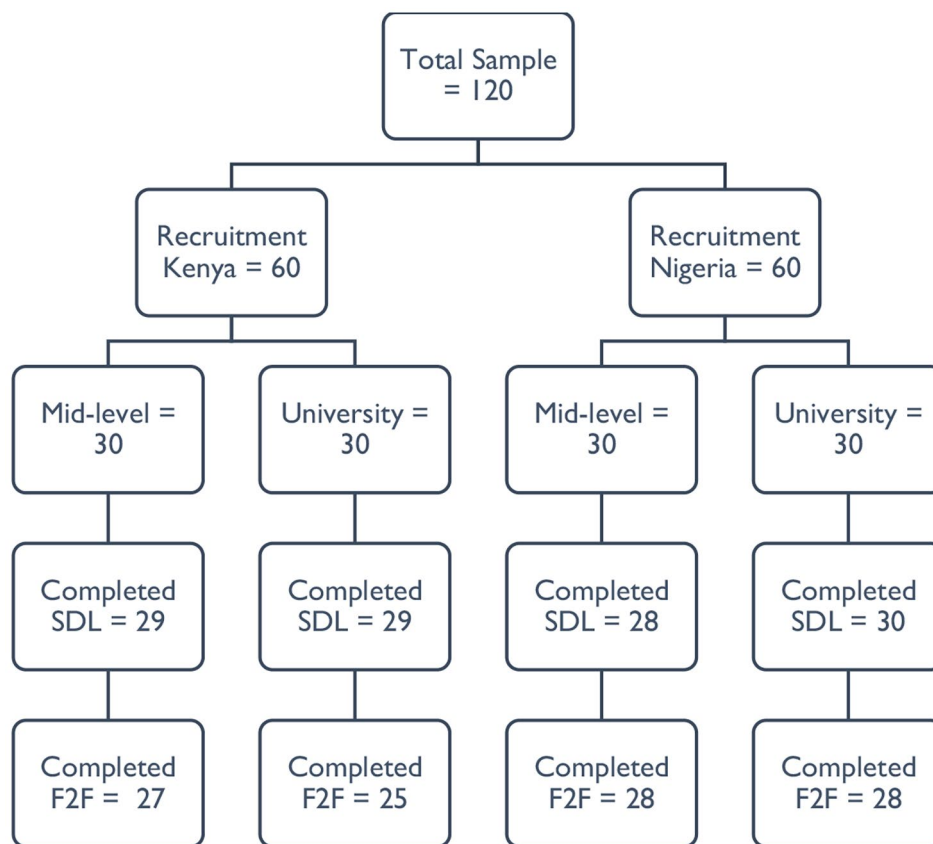 Total Sample
= 120
Recruitment
Kenya = 60
Recruitment
Nigeria = 60
Mid-level =
30
University =
30
Mid-level =
30
University =
30
Completed
SDL = 29
Completed
SDL = 29
Completed
SDL = 28
Completed
SDL = 30
Completed
F2F =  27
Completed
F2F = 25
Completed
F2F = 28
Completed
F2F = 28